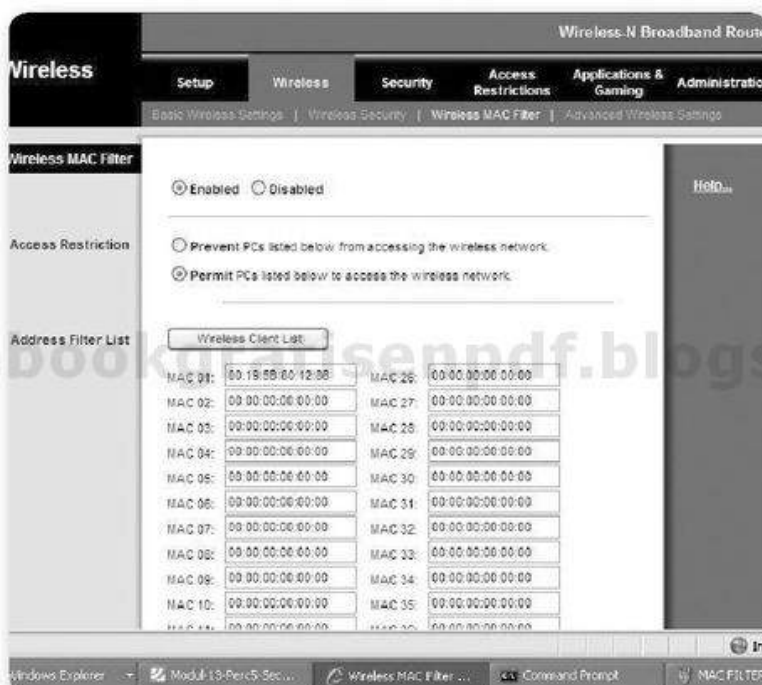 Wireless-N Broadband Route
Wireless
Setup Wireless Security Access Restrictions Applications & Gaming Administratio
Basic Wireless Settings | Wireless Security | Wireless MAC Filter | Advanced Wireless Settings
Wireless MAC Filter
Enabled Disabled
Help...
Access Restriction
Prevent PCs listed below from accessing the wireless network.
Permit PCs listed below to access the wireless network.
Address Filter List
Wireless Client List
bookgratisenpdf.blogs
MAC 01: MAC 26: 00:00:00:00:00:00
MAC 02: 00:00:00:00:00:00 MAC 27: 00:00:00:00:00:00
MAC 03: 00:00:00:00:00:00 MAC 28: 00:00:00:00:00:00
MAC 04: 00:00:00:00:00:00 MAC 29: 00:00:00:00:00:00
MAC 05: 00:00:00:00:00:00 MAC 30: 00:00:00:00:00:00
MAC 06: 00:00:00:00:00:00 MAC 31: 00:00:00:00:00:00
MAC 07: 00:00:00:00:00:00 MAC 32: 00:00:00:00:00:00
MAC 08: 00:00:00:00:00:00 MAC 33: 00:00:00:00:00:00
MAC 09: 00:00:00:00:00:00 MAC 34: 00:00:00:00:00:00
MAC 10: 00:00:00:00:00:00 MAC 35: 00:00:00:00:00:00
In
Windows Explorer Modul-13-Perc5-Sec... Wireless MAC Filter ... Command Prompt MAC FILTER